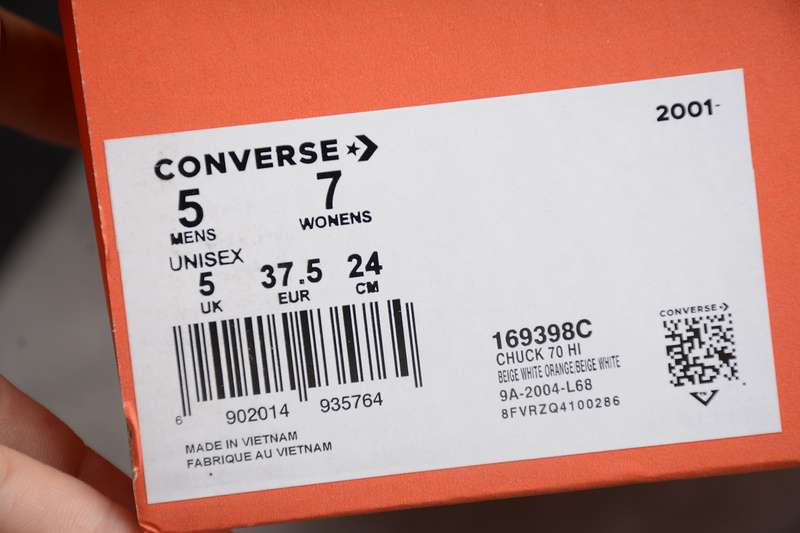 2001-
CONVERSE
5 7
MENS WONENS
UNISEX
5 37.5 24
UK EUR CM
6 902014 935764
MADE IN VIETNAM
FABRIQUE AU VIETNAM
169398C
CHUCK 70 HI
BEIGE WHITE ORANGE/BEIGE WHITE
9A-2004-L68
8FVRZQ4100286
CONVERSE